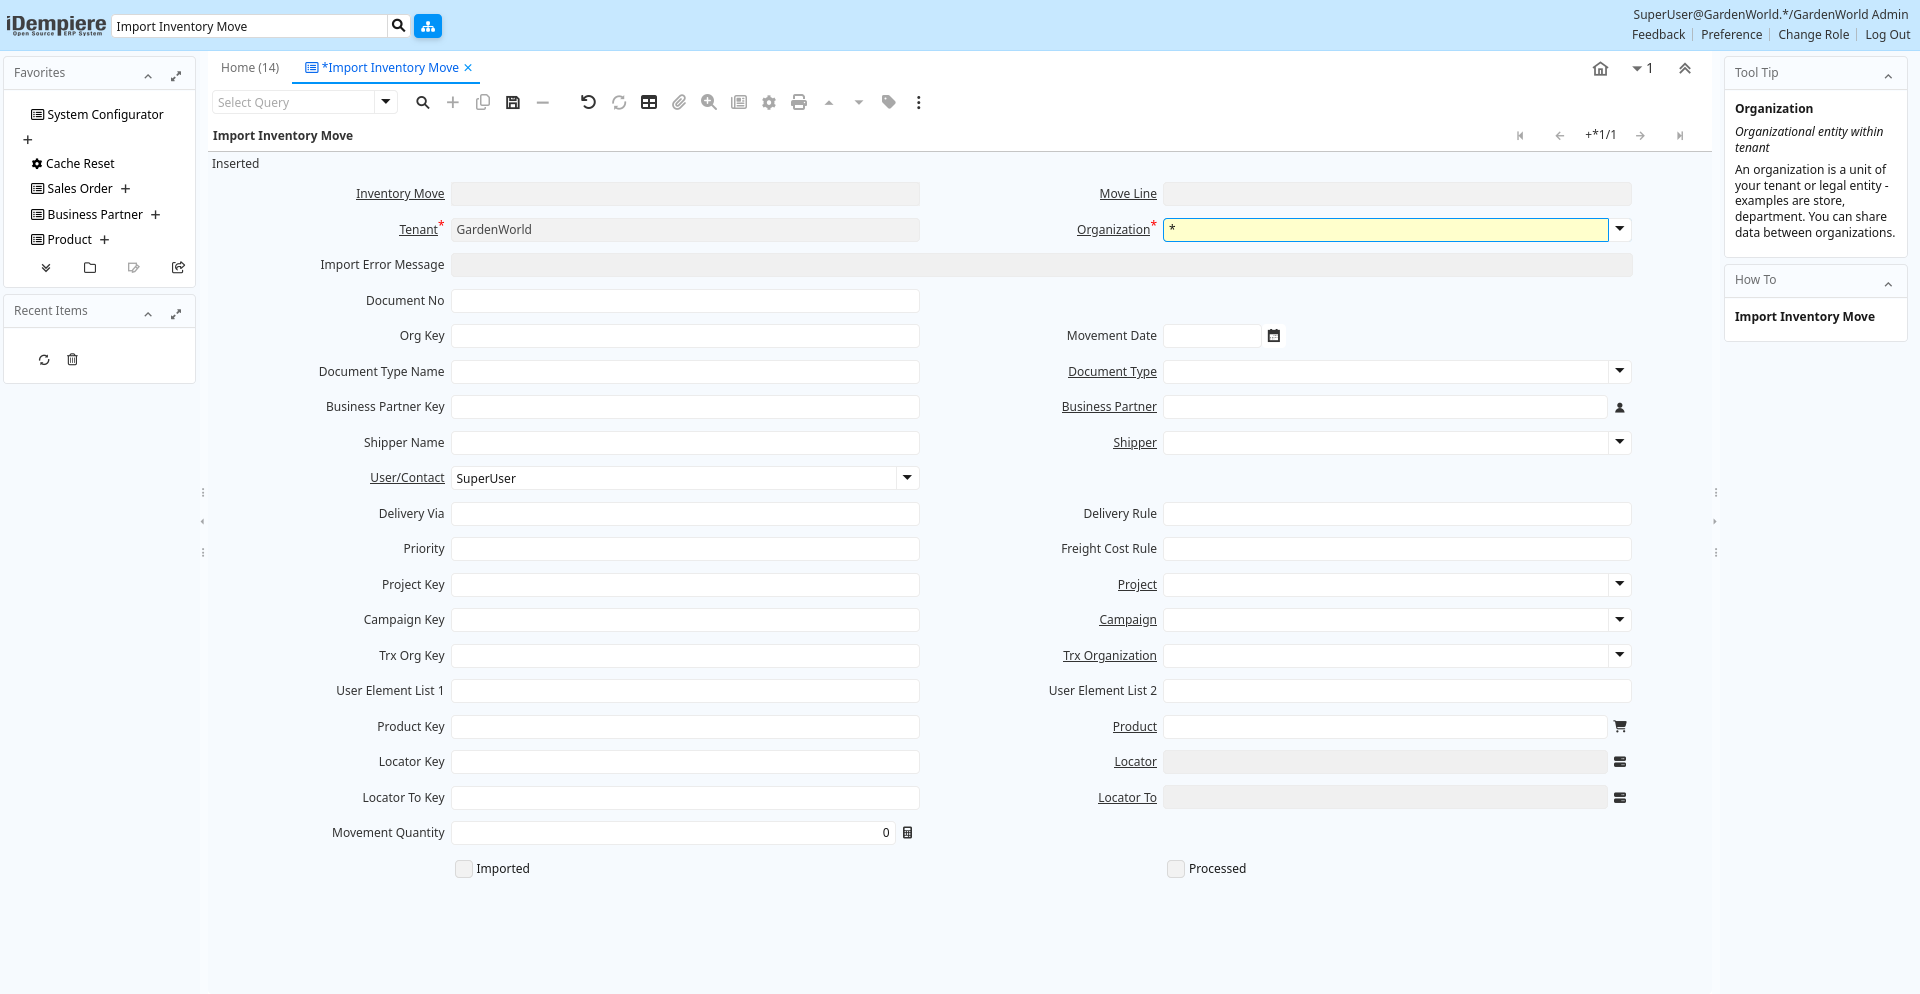 iDempiere
Open Source ERP System
Import Inventory Move
SuperUser@GardenWorld.*/GardenWorld Admin
Feedback
Preference
Change Role
Log Out
Favorites
System Configurator
Cache Reset
Sales Order
Business Partner
Product
Recent Items
Home (14)
*Import Inventory Move
1
Select Query
Import Inventory Move
+*1/1
Inserted
Inventory Move
Move Line
Tenant*
GardenWorld
Organization*
*
Import Error Message
Document No
Org Key
Movement Date
Document Type Name
Document Type
Business Partner Key
Business Partner
Shipper Name
Shipper
User/Contact
SuperUser
Delivery Via
Delivery Rule
Priority
Freight Cost Rule
Project Key
Project
Campaign Key
Campaign
Trx Org Key
Trx Organization
User Element List 1
User Element List 2
Product Key
Product
Locator Key
Locator
Locator To Key
Locator To
Movement Quantity
0
Imported
Processed
Tool Tip
Organization
Organizational entity within
tenant
An organization is a unit of
your tenant or legal entity -
examples are store,
department. You can share
data between organizations.
How To
Import Inventory Move